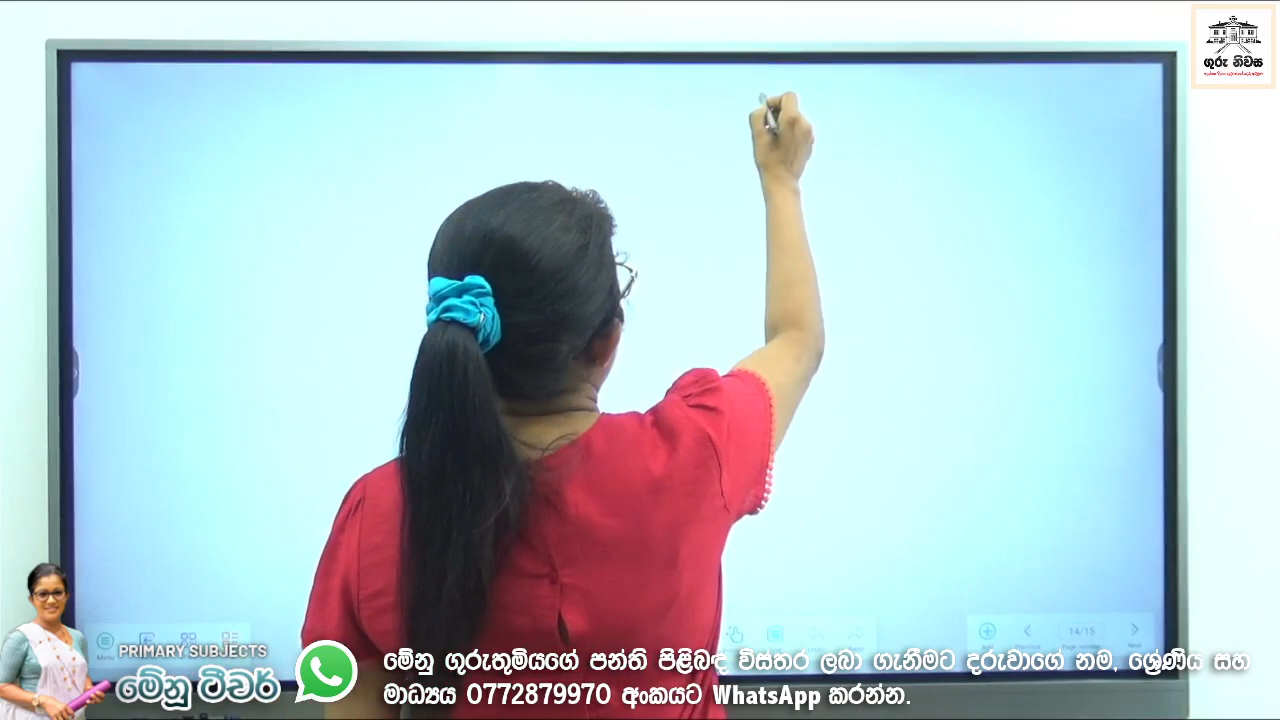 ගුරු නිවස
PRIMARY SUBJECTS
මේනු ටීචර්
මේනු ගුරුතුමියගේ පන්ති පිළිබඳ විස්තර ලබා ගැනීමට දරුවාගේ නම, ශ්‍රේණිය සහ
මාධ්‍යය 0772879970 අංකයට WhatsApp කරන්න.
14/15